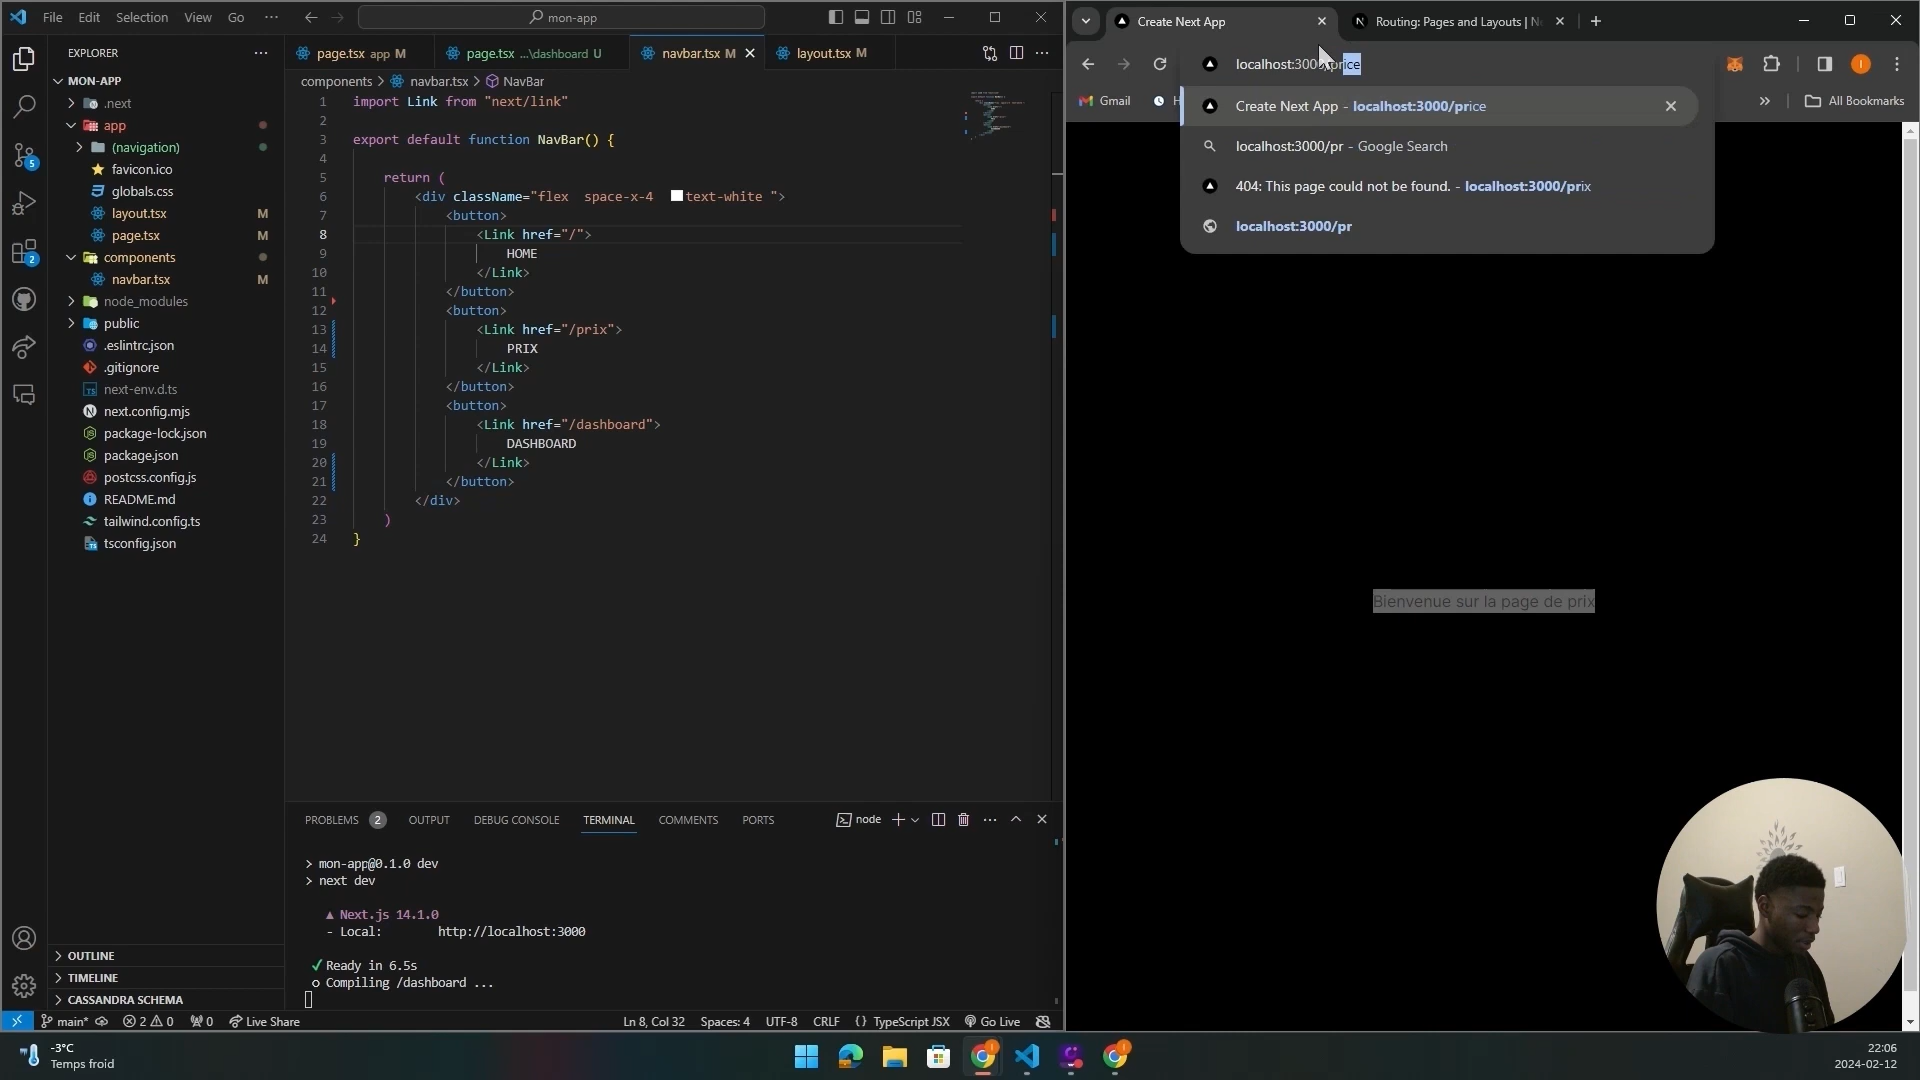 File Edit Selection View Go ···
mon-app
EXPLORER
MON-APP
.next
app
(navigation)
favicon.ico
globals.css
layout.tsx M
page.tsx M
components
navbar.tsx M
node_modules
public
.eslintrc.json
.gitignore
next-env.d.ts
next.config.mjs
package-lock.json
package.json
postcss.config.js
README.md
tailwind.config.ts
tsconfig.json
OUTLINE
TIMELINE
CASSANDRA SCHEMA
5
2
page.tsx app M
page.tsx ...\dashboard U
navbar.tsx M
layout.tsx M
components > navbar.tsx > NavBar
1 import Link from "next/link"
2
3 export default function NavBar() {
4
5 return (
6 <div className="flex  space-x-4  text-white ">
7 <button>
8 <Link href="/">
9 HOME
10 </Link>
11 </button>
12 <button>
13 <Link href="/prix">
14 PRIX
15 </Link>
16 </button>
17 <button>
18 <Link href="/dashboard">
19 DASHBOARD
20 </Link>
21 </button>
22 </div>
23 )
24 }
PROBLEMS 2 OUTPUT DEBUG CONSOLE TERMINAL COMMENTS PORTS
node
> mon-app@0.1.0 dev
> next dev
▲ Next.js 14.1.0
- Local: http://localhost:3000
✓ Ready in 6.5s
○ Compiling /dashboard ...
main* 2 0 0 Live Share
Ln 8, Col 32 Spaces: 4 UTF-8 CRLF {} TypeScript JSX Go Live
Create Next App
Routing: Pages and Layouts |
localhost:3000/price
Gmail
All Bookmarks
Create Next App - localhost:3000/price
localhost:3000/pr - Google Search
404: This page could not be found. - localhost:3000/prix
localhost:3000/pr
Bienvenue sur la page de prix
-3°C
Temps froid
22:06
2024-02-12